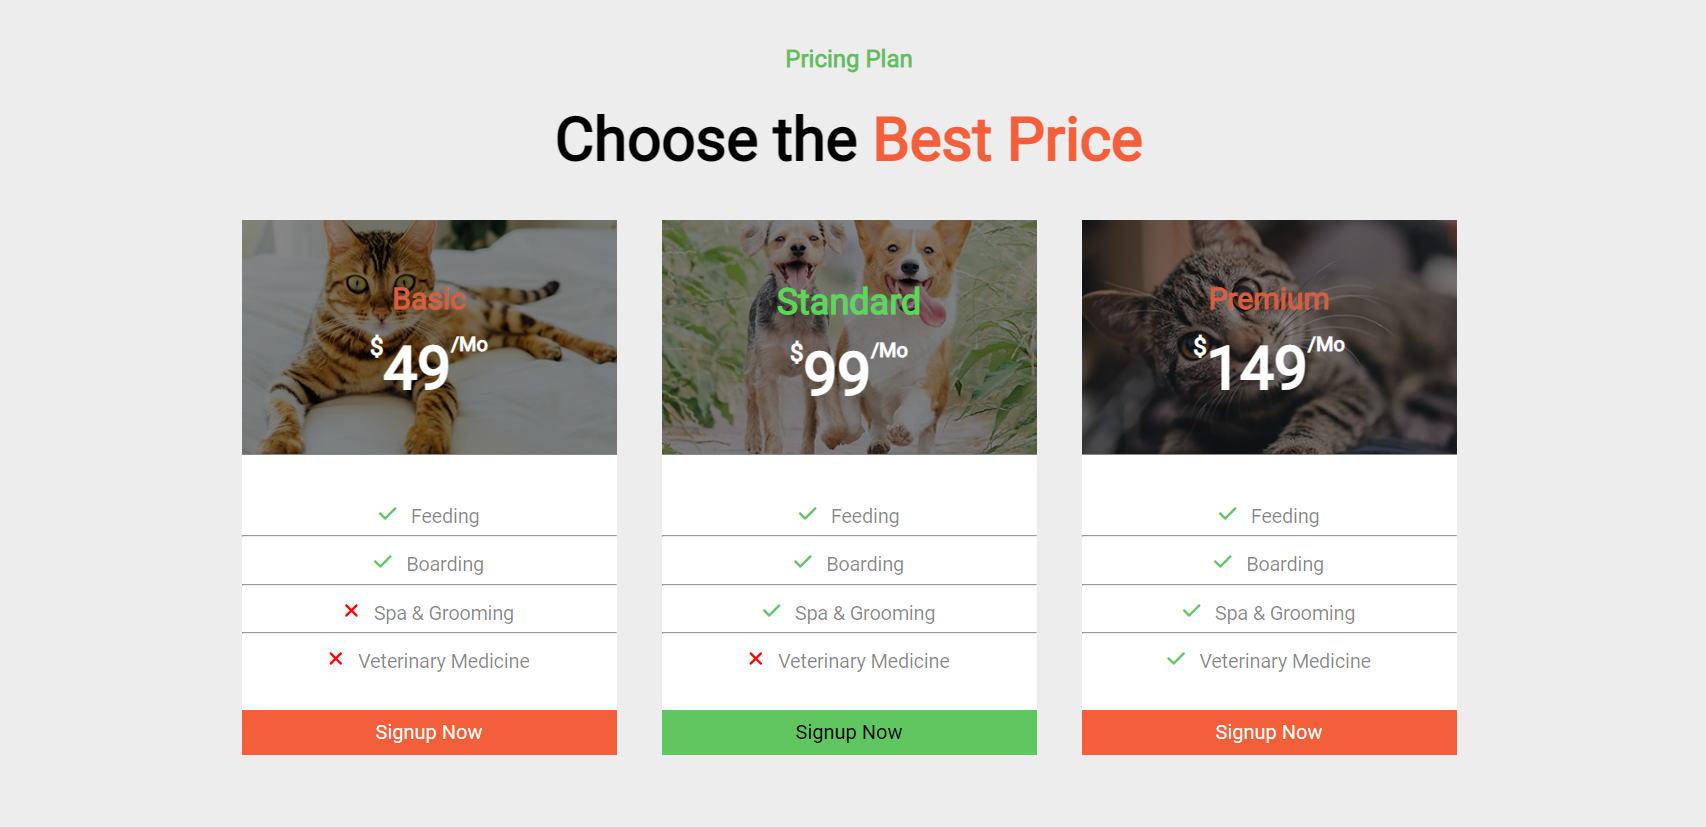 Pricing Plan
Choose the Best Price
Basic
$49/Mo
Feeding
Boarding
Spa & Grooming
Veterinary Medicine
Signup Now
Standard
$99/Mo
Feeding
Boarding
Spa & Grooming
Veterinary Medicine
Signup Now
Premium
$149/Mo
Feeding
Boarding
Spa & Grooming
Veterinary Medicine
Signup Now